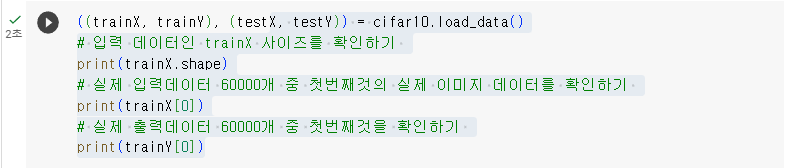 ((trainX, trainY), (testX, testY)) = cifar10.load_data()
2초
# 입력 데이터인 trainX 사이즈를 확인하기
print(trainX.shape)
# 실제 입력데이터 60000개 중 첫번째것의 실제 이미지 데이터를 확인하기
print(trainX[0])
# 실제 출력데이터 60000개 중 첫번째것을 확인하기
print(trainY[0])